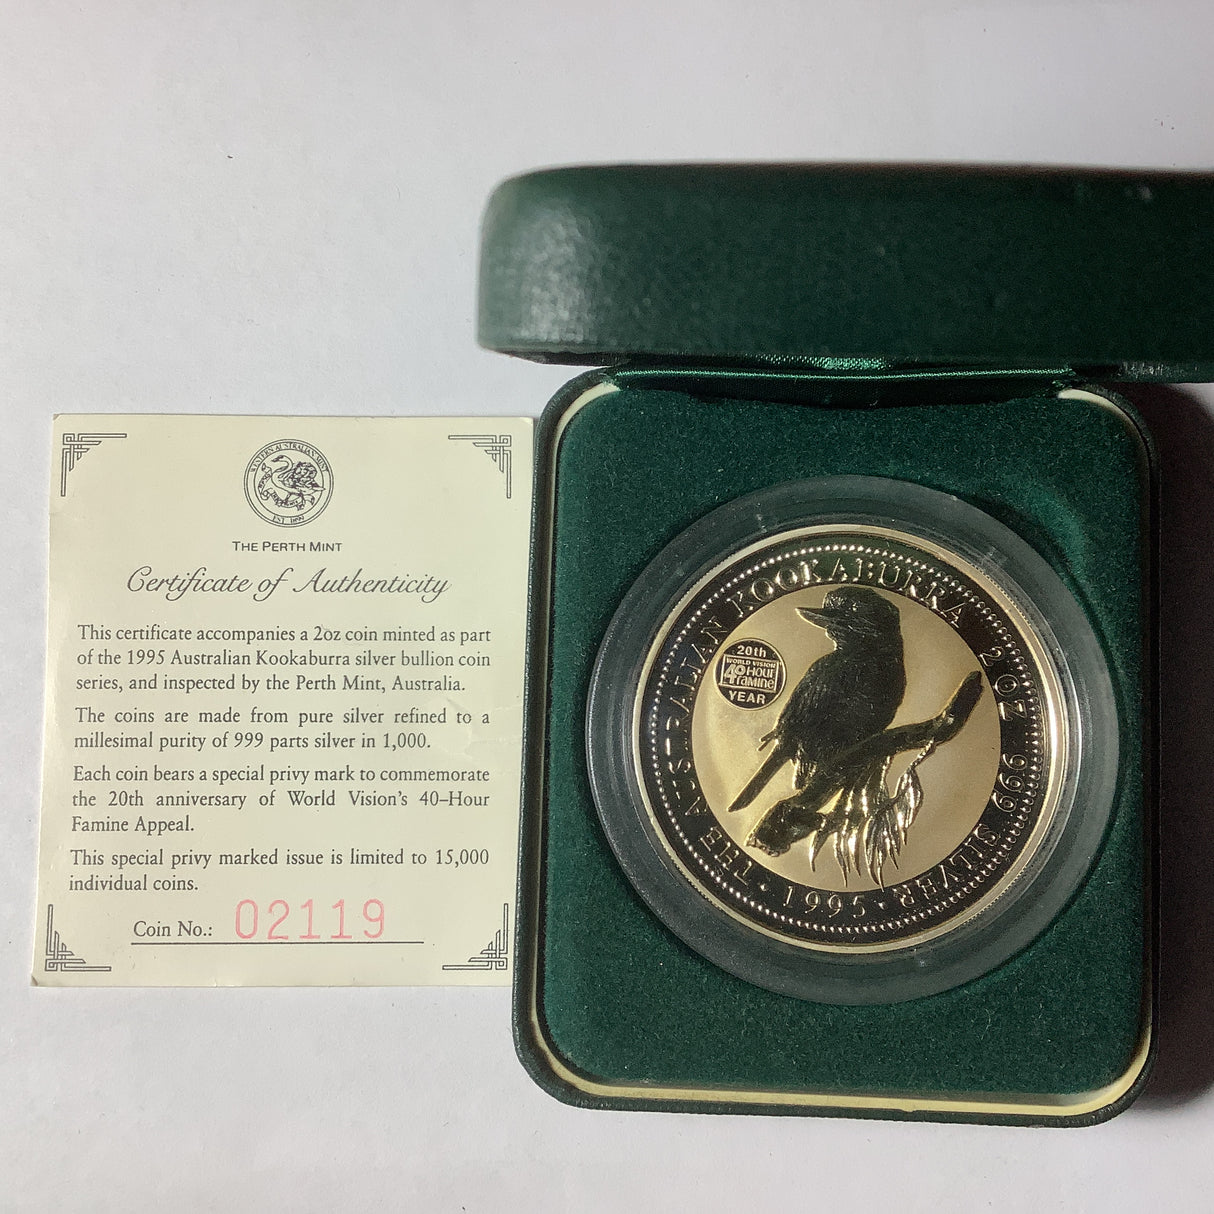 WESTERN AUSTRALIAN MINT
EST 1899
THE PERTH MINT
Certificate of Authenticity
This certificate accompanies a 2oz coin minted as part
of the 1995 Australian Kookaburra silver bullion coin
series, and inspected by the Perth Mint, Australia.
The coins are made from pure silver refined to a
millesimal purity of 999 parts silver in 1,000.
Each coin bears a special privy mark to commemorate
the 20th anniversary of World Vision's 40–Hour
Famine Appeal.
This special privy marked issue is limited to 15,000
individual coins.
Coin No.: 02119
THE AUSTRALIAN KOOKABURRA 2 OZ 999 SILVER
· 1995 ·
20th
WORLD VISION
40 HOUR
Famine
YEAR